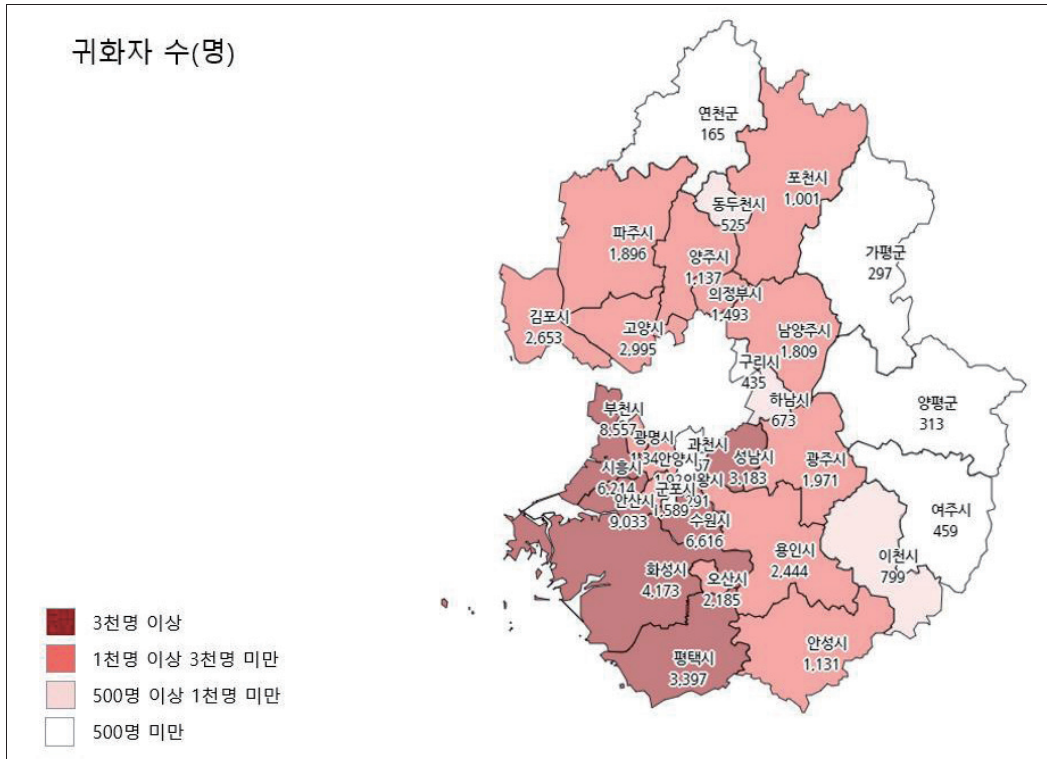 귀화자 수(명)
연천군
165
포천시
1,001
동두천시
525
파주시
1,896
양주시
1,137
가평군
297
의정부시
1,493
김포시
2,653
고양시
2,995
남양주시
1,809
구리시
435
하남시
673
양평군
313
부천시
8,557
광명시
과천시
안양시
성남시
3,183
광주시
1,971
시흥시
6,214
군포시
1,589
안산시
9,033
수원시
6,616
여주시
459
이천시
799
용인시
2,444
화성시
4,173
오산시
2,185
평택시
3,397
안성시
1,131
3천명 이상
1천명 이상 3천명 미만
500명 이상 1천명 미만
500명 미만